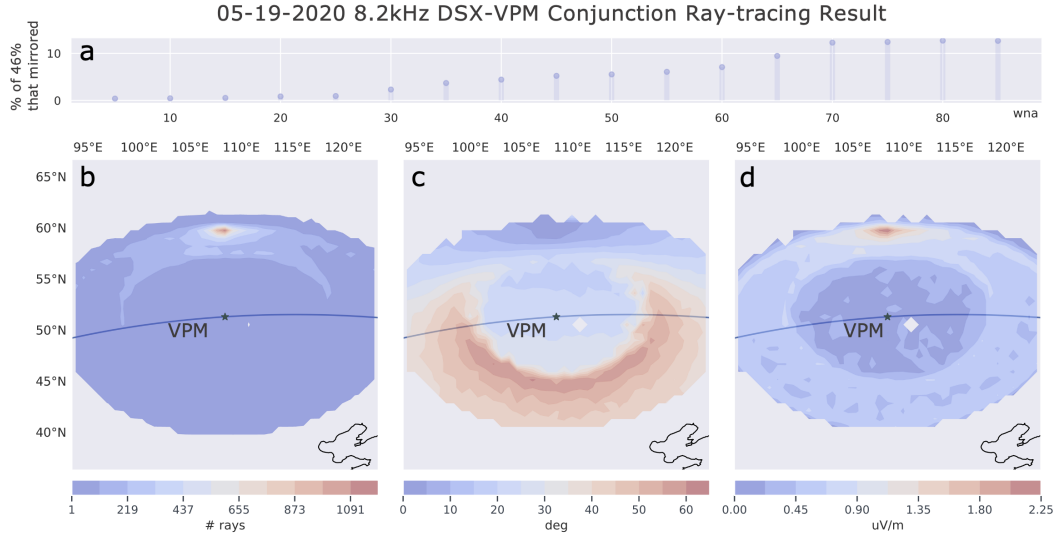 05-19-2020 8.2kHz DSX-VPM Conjunction Ray-tracing Result
% of 46%
that mirrored
a
10
0
10 20 30 40 50 60 70 80 wna
95°E 100°E 105°E 110°E 115°E 120°E
95°E 100°E 105°E 110°E 115°E 120°E
95°E 100°E 105°E 110°E 115°E 120°E
b c d
65°N
60°N
55°N
50°N
45°N
40°N
VPM VPM VPM
1 219 437 655 873 1091
# rays
0 10 20 30 40 50 60
deg
0.00 0.45 0.90 1.35 1.80 2.25
uV/m